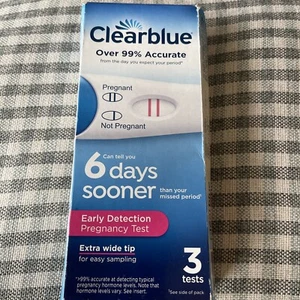 Clearblue®
Over 99% Accurate
from the day you expect your period*
Pregnant
Not Pregnant
Can tell you
6 days
sooner
than your
missed period†
Early Detection
Pregnancy Test
Extra wide tip
for easy sampling
3
tests
*>99% accurate at detecting typical
pregnancy hormone levels. Note that
hormone levels vary. See insert.
†See side of pack